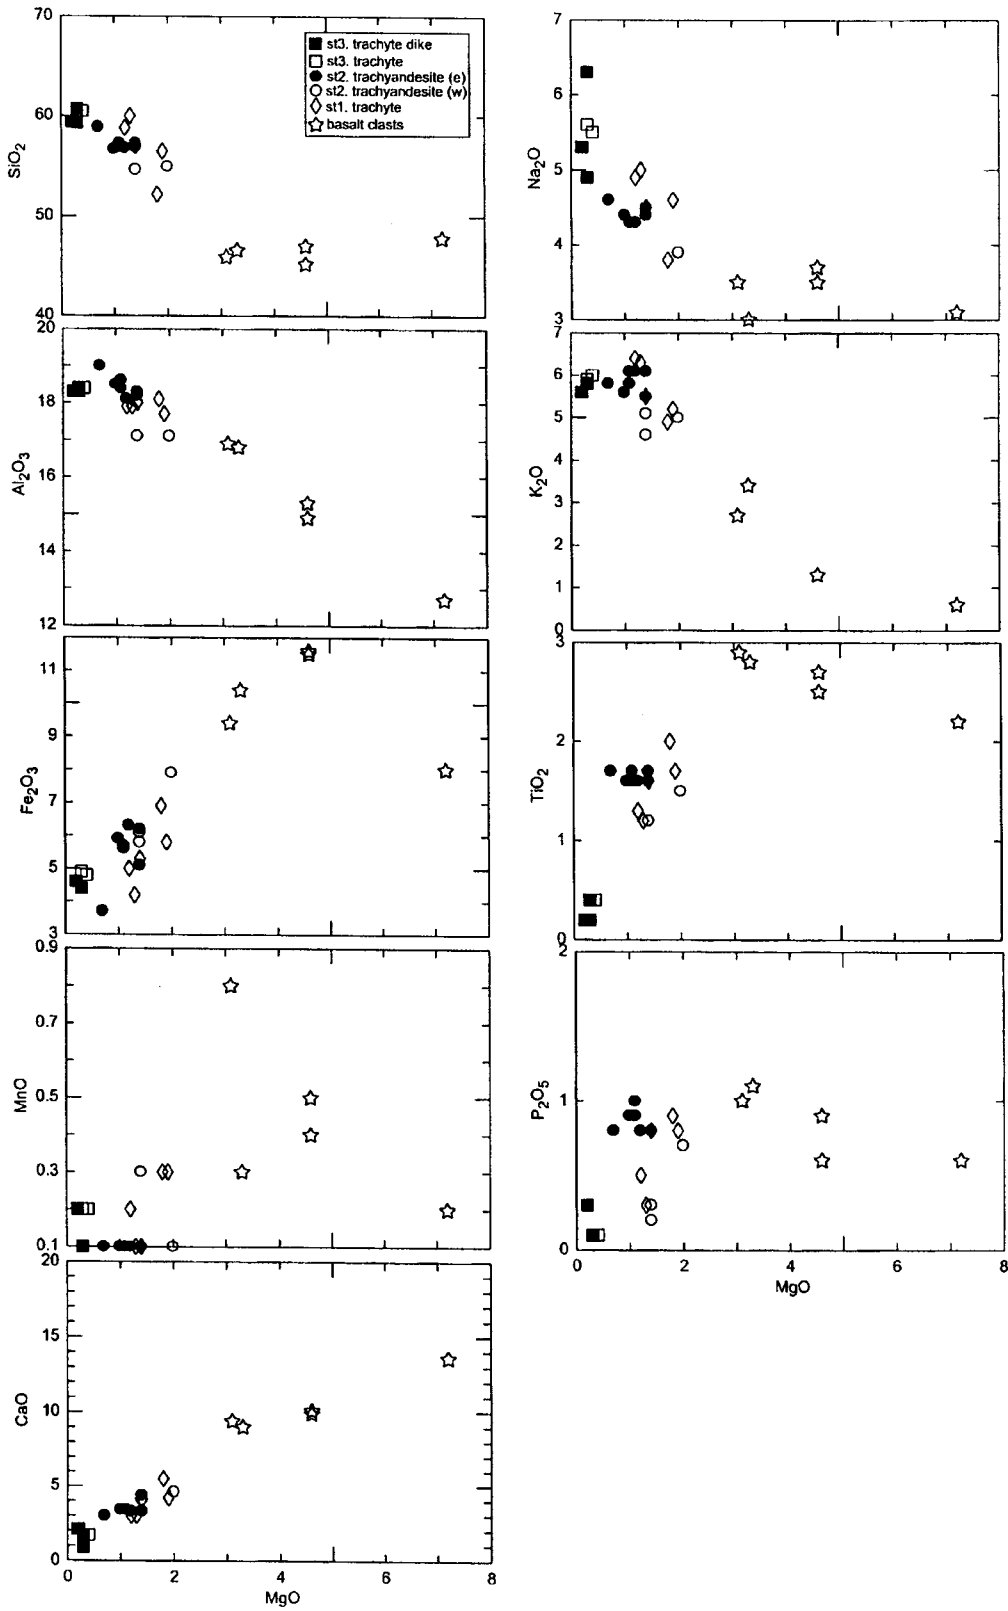 70
60
50
40
SiO2
st3. trachyte dike
st3. trachyte
st2. trachyandesite (e)
st2. trachyandesite (w)
st1. trachyte
basalt clasts
7
6
5
4
3
Na2O
20
18
16
14
12
Al2O3
7
6
5
4
3
2
1
0
K2O
11
9
7
5
3
Fe2O3
3
2
1
0
TiO2
0.9
0.7
0.5
0.3
0.1
MnO
2
1
0
P2O5
0 2 4 6 8
MgO
20
15
10
5
0
CaO
0 2 4 6 8
MgO